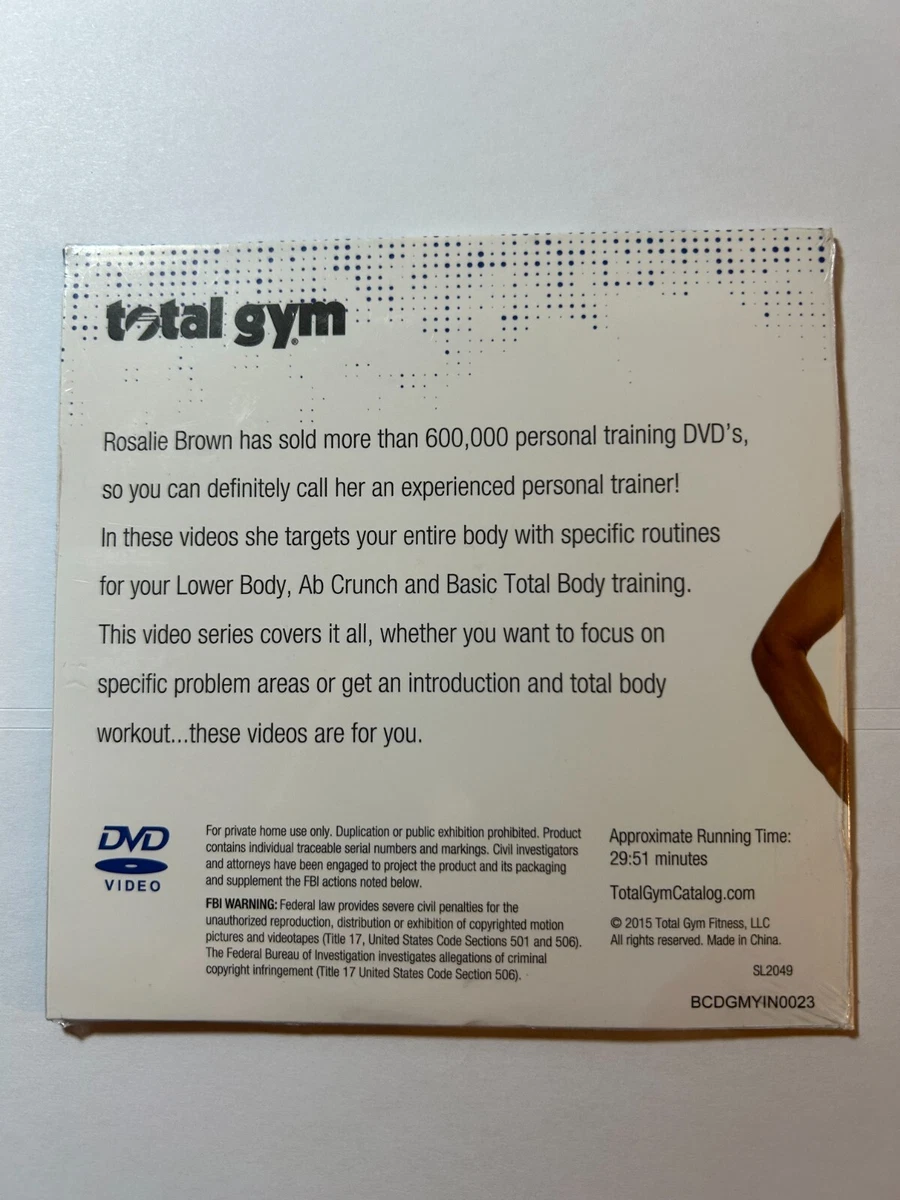 total gym®
Rosalie Brown has sold more than 600,000 personal training DVD's,
so you can definitely call her an experienced personal trainer!
In these videos she targets your entire body with specific routines
for your Lower Body, Ab Crunch and Basic Total Body training.
This video series covers it all, whether you want to focus on
specific problem areas or get an introduction and total body
workout...these videos are for you.
DVD
VIDEO
For private home use only. Duplication or public exhibition prohibited. Product
contains individual traceable serial numbers and markings. Civil investigators
and attorneys have been engaged to project the product and its packaging
and supplement the FBI actions noted below.
FBI WARNING: Federal law provides severe civil penalties for the
unauthorized reproduction, distribution or exhibition of copyrighted motion
pictures and videotapes (Title 17, United States Code Sections 501 and 506).
The Federal Bureau of Investigation investigates allegations of criminal
copyright infringement (Title 17 United States Code Section 506).
Approximate Running Time:
29:51 minutes
TotalGymCatalog.com
© 2015 Total Gym Fitness, LLC
All rights reserved. Made in China.
SL2049
BCDGMYIN0023